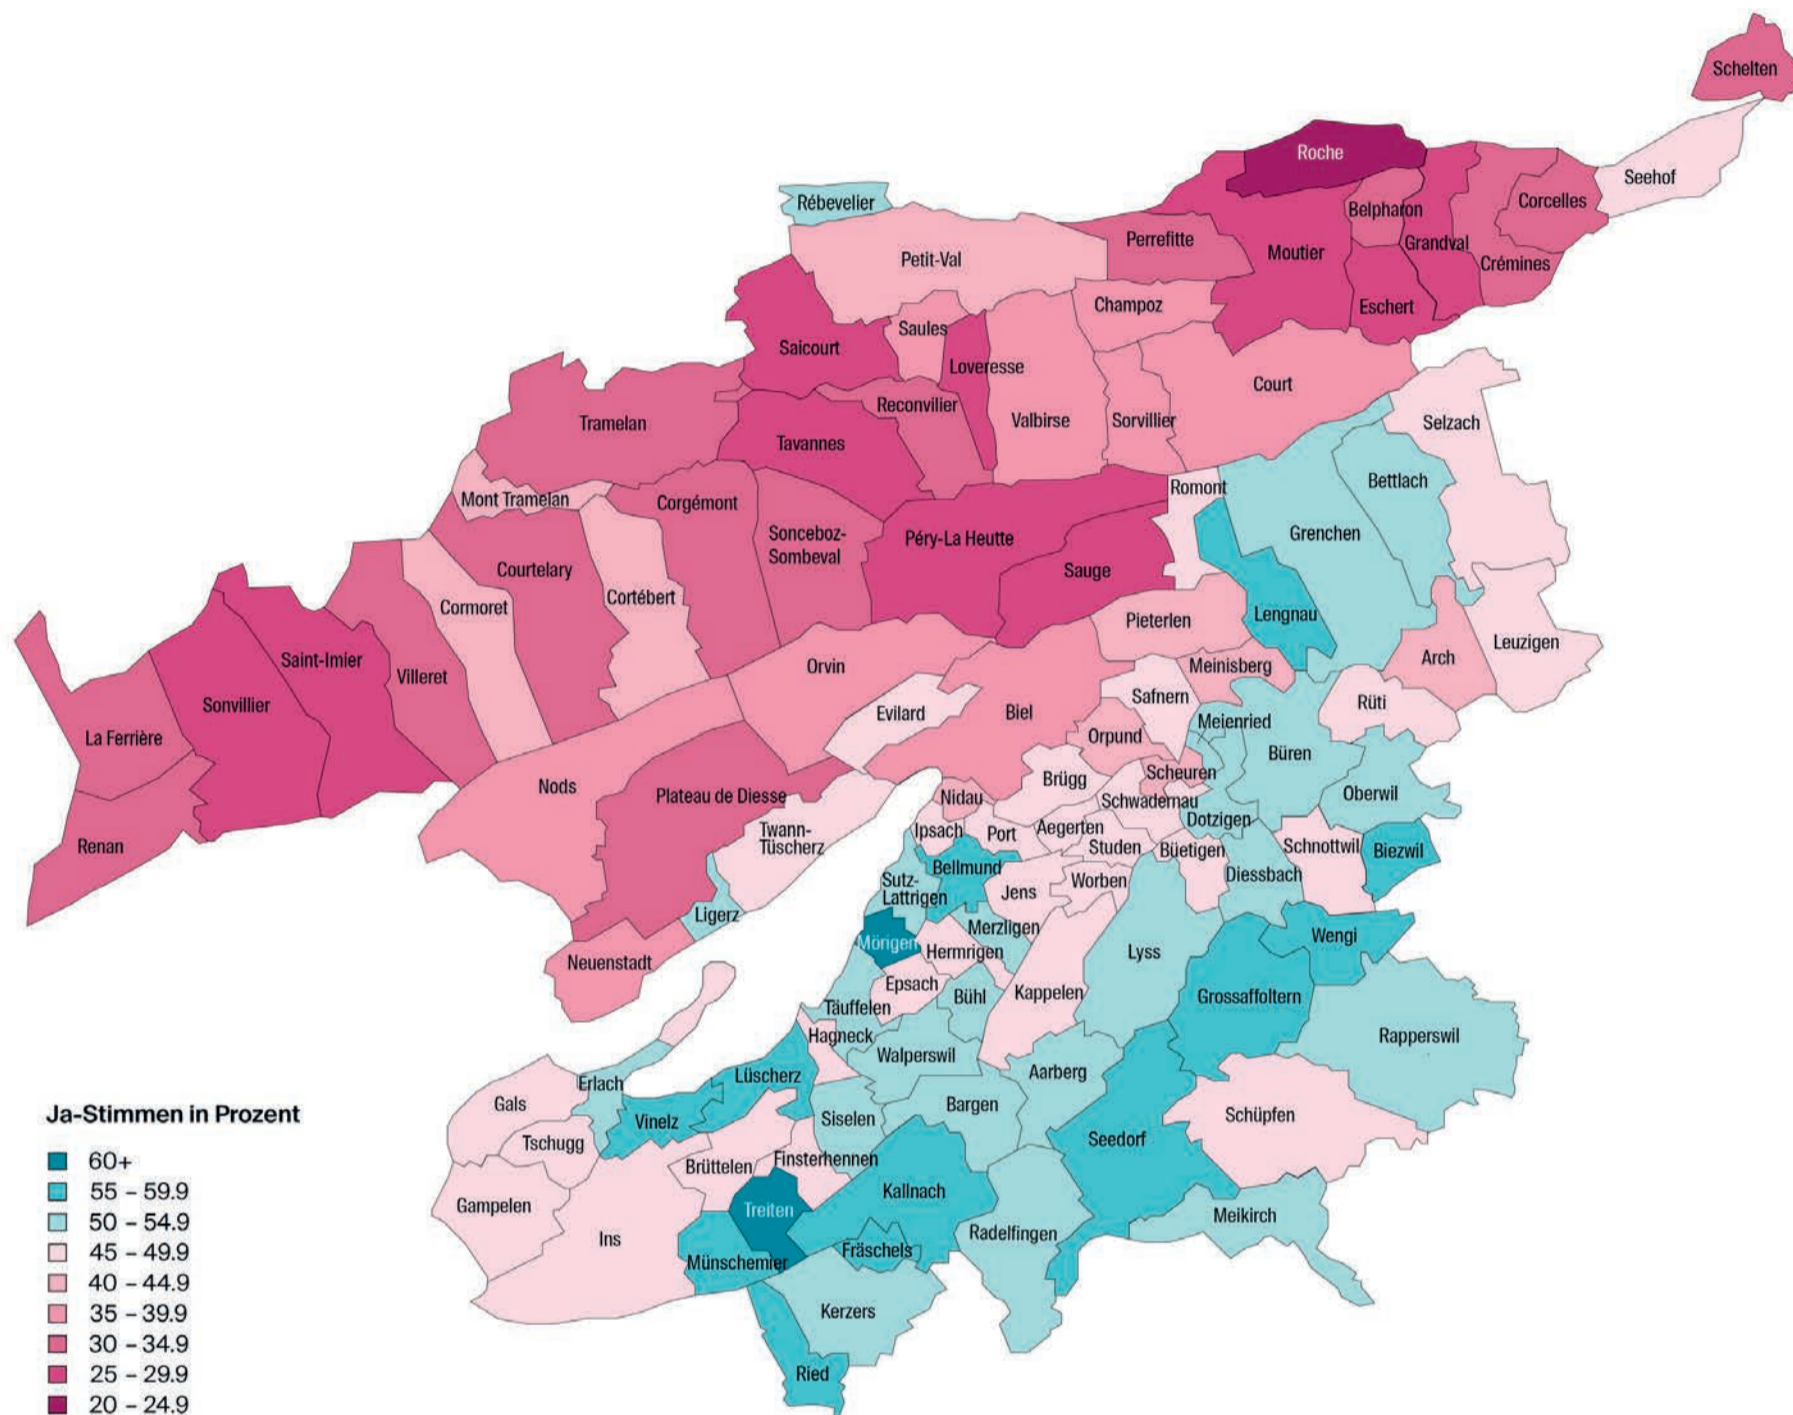 Schelten
Roche
Seehof
Rébevelier
Belpharon
Corcelles
Perrefitte
Petit-Val
Moutier
Grandval
Crémines
Champoz
Eschert
Saules
Saicourt
Loveresse
Court
Reconvilier
Tramelan
Valbirse
Sorvillier
Selzach
Tavannes
Bettlach
Mont Tramelan
Corgémont
Romont
Sonceboz-
Sombeval
Péry-La Heutte
Grenchen
Courtelary
Sauge
Cortébert
Cormoret
Lengnau
Pieterlen
Leuzigen
Saint-Imier
Orvin
Meinisberg
Arch
Villeret
Sonvillier
Safnern
Rüti
Evilard
Biel
Meienried
La Ferrière
Orpund
Büren
Nods
Brügg
Scheuren
Plateau de Diesse
Nidau
Schwadernau
Oberwil
Dotzigen
Twann-
Tüscherz
Ipsach
Port
Aegerten
Renan
Studen
Büetigen
Schnottwil
Biezwil
Bellmund
Diessbach
Sutz-
Lattrigen
Jens
Worben
Ligerz
Merzligen
Wengi
Mörigen
Hermrigen
Lyss
Neuenstadt
Epsach
Bühl
Kappelen
Grossaffoltern
Täuffelen
Hagneck
Rapperswil
Walperswil
Aarberg
Lüscherz
Erlach
Gals
Bargen
Schüpfen
Vinelz
Siselen
Tschugg
Seedorf
Brüttelen
Finsterhennen
Kallnach
Gampelen
Treiten
Meikirch
Ins
Radelfingen
Fräschels
Münschemier
Kerzers
Ried
Ja-Stimmen in Prozent
60+
55 – 59.9
50 – 54.9
45 – 49.9
40 – 44.9
35 – 39.9
30 – 34.9
25 – 29.9
20 – 24.9